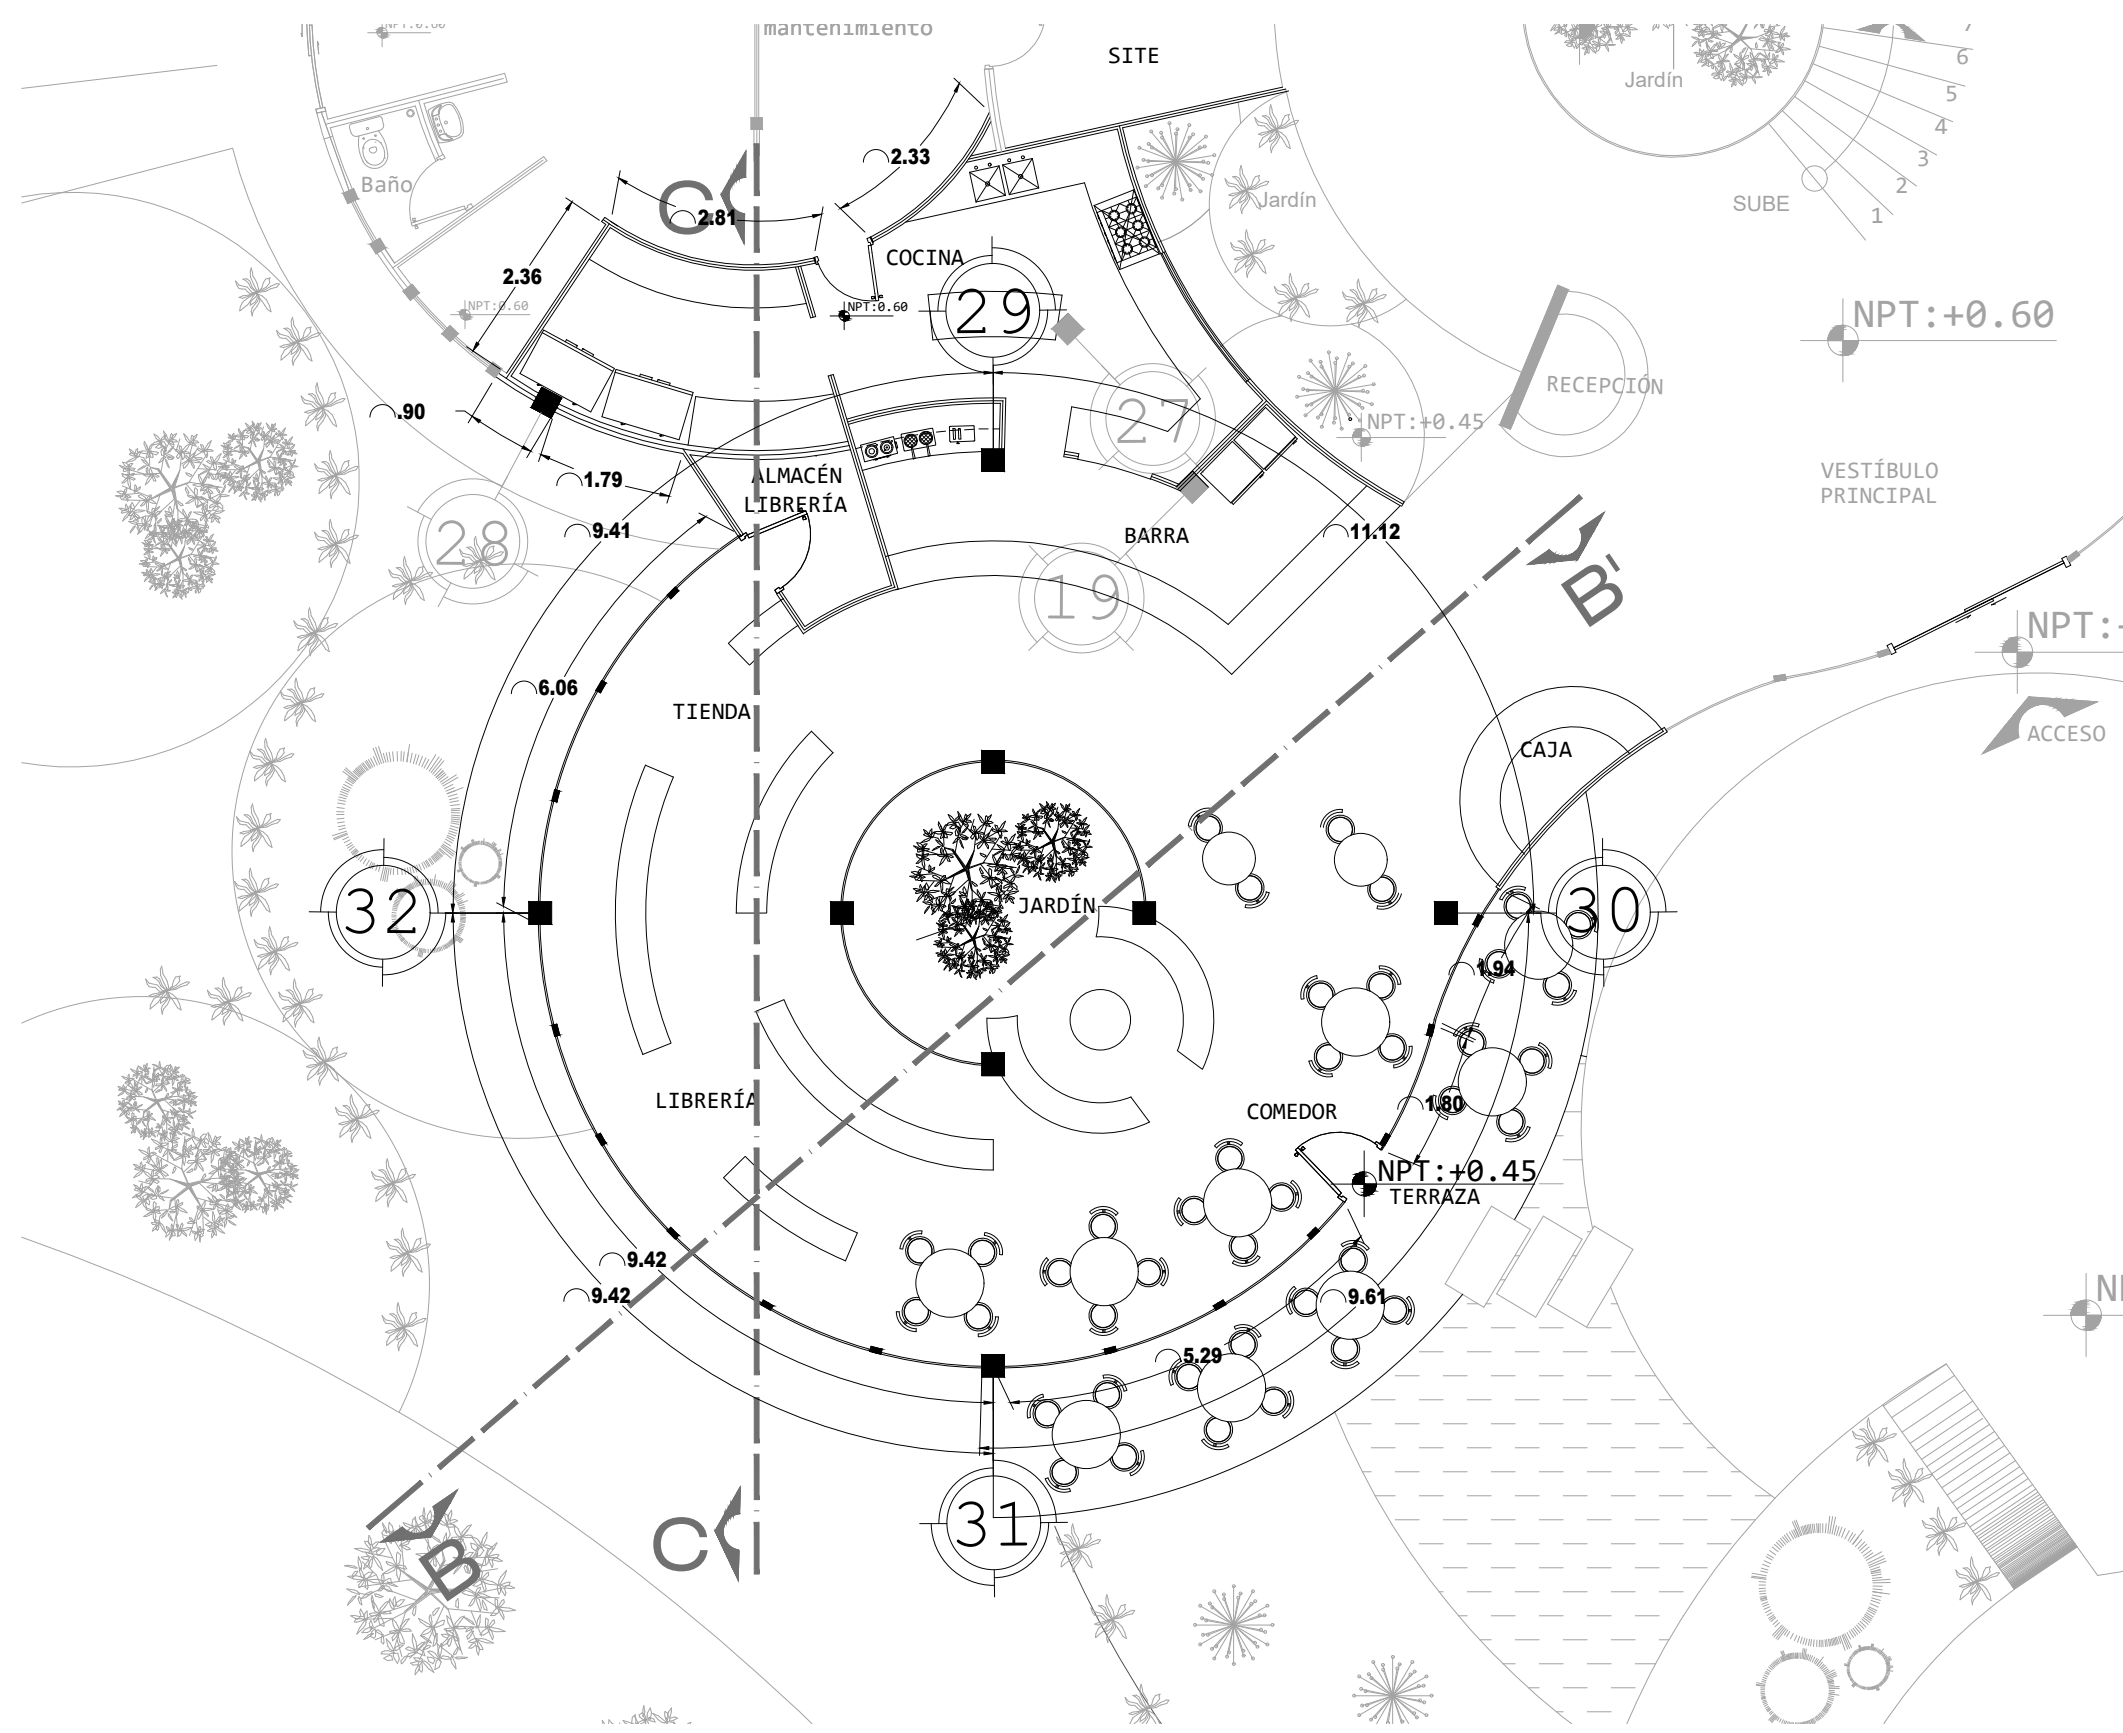 mantenimiento
SITE
Jardín
7
6
5
4
3
2
1
SUBE
Baño
2.33
2.81
C
Jardín
COCINA
2.36
NPT:0.60
NPT:0.60
29
NPT:+0.60
RECEPCIÓN
.90
27
NPT:+0.45
VESTÍBULO
PRINCIPAL
1.79
ALMACÉN
LIBRERÍA
9.41
28
BARRA
11.12
B'
19
NPT:+
6.06
TIENDA
CAJA
ACCESO
32
JARDÍN
30
1.94
LIBRERÍA
1.80
COMEDOR
NPT:+0.45
TERRAZA
9.42
9.42
9.61
5.29
31
C
B